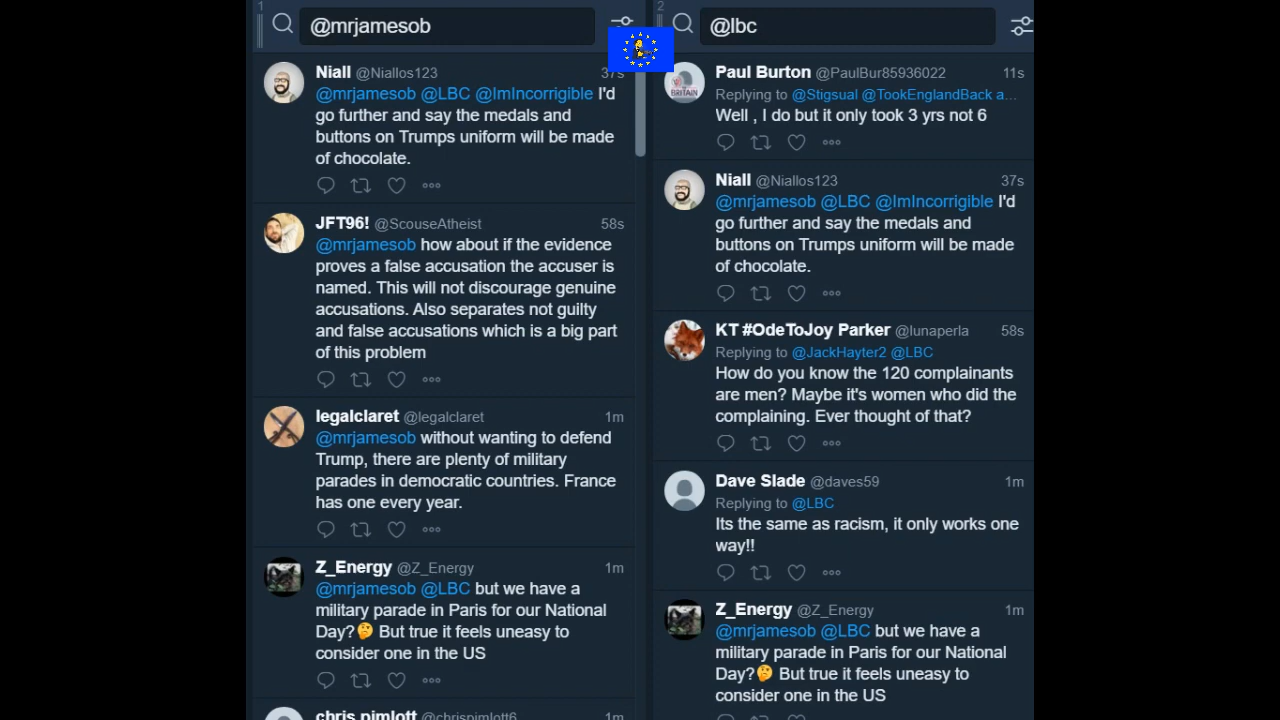 1
@mrjamesob
Niall @Niallos123 37s
@mrjamesob @LBC @ImIncorrigible I'd
go further and say the medals and
buttons on Trumps uniform will be made
of chocolate.
JFT96! @ScouseAtheist 58s
@mrjamesob how about if the evidence
proves a false accusation the accuser is
named. This will not discourage genuine
accusations. Also separates not guilty
and false accusations which is a big part
of this problem
legalclaret @legalclaret 1m
@mrjamesob without wanting to defend
Trump, there are plenty of military
parades in democratic countries. France
has one every year.
Z_Energy @Z_Energy 1m
@mrjamesob @LBC but we have a
military parade in Paris for our National
Day?🤔 But true it feels uneasy to
consider one in the US
chris pimlott @chrispimlott6 1m
2
@lbc
Paul Burton @PaulBur85936022 11s
Replying to @Stigsual @TookEnglandBack a...
Well , I do but it only took 3 yrs not 6
Niall @Niallos123 37s
@mrjamesob @LBC @ImIncorrigible I'd
go further and say the medals and
buttons on Trumps uniform will be made
of chocolate.
KT #OdeToJoy Parker @lunaperla 58s
Replying to @JackHayter2 @LBC
How do you know the 120 complainants
are men? Maybe it's women who did the
complaining. Ever thought of that?
Dave Slade @daves59 1m
Replying to @LBC
Its the same as racism, it only works one
way!!
Z_Energy @Z_Energy 1m
@mrjamesob @LBC but we have a
military parade in Paris for our National
Day?🤔 But true it feels uneasy to
consider one in the US